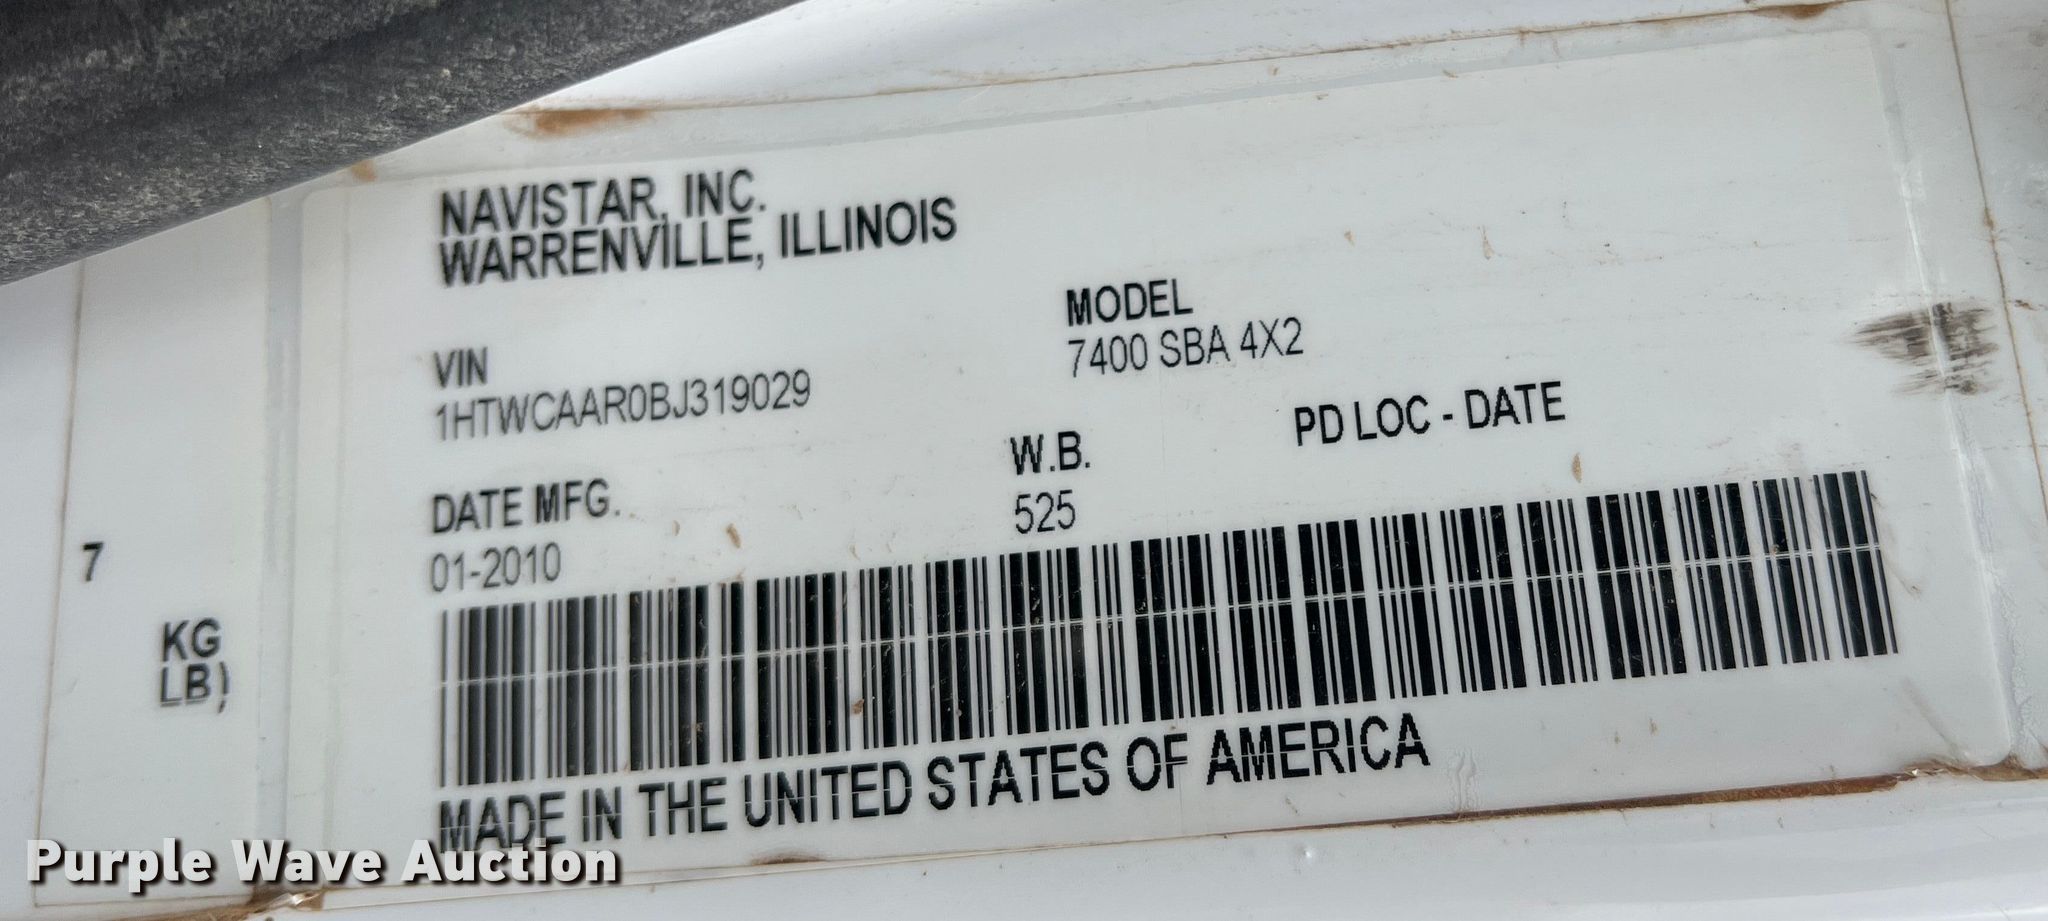 NAVISTAR, INC.
WARRENVILLE, ILLINOIS
VIN
1HTWCAAR0BJ319029
MODEL
7400 SBA 4X2
DATE MFG.
01-2010
W.B.
525
PD LOC - DATE
MADE IN THE UNITED STATES OF AMERICA
7
KG
LB)
Purple Wave Auction